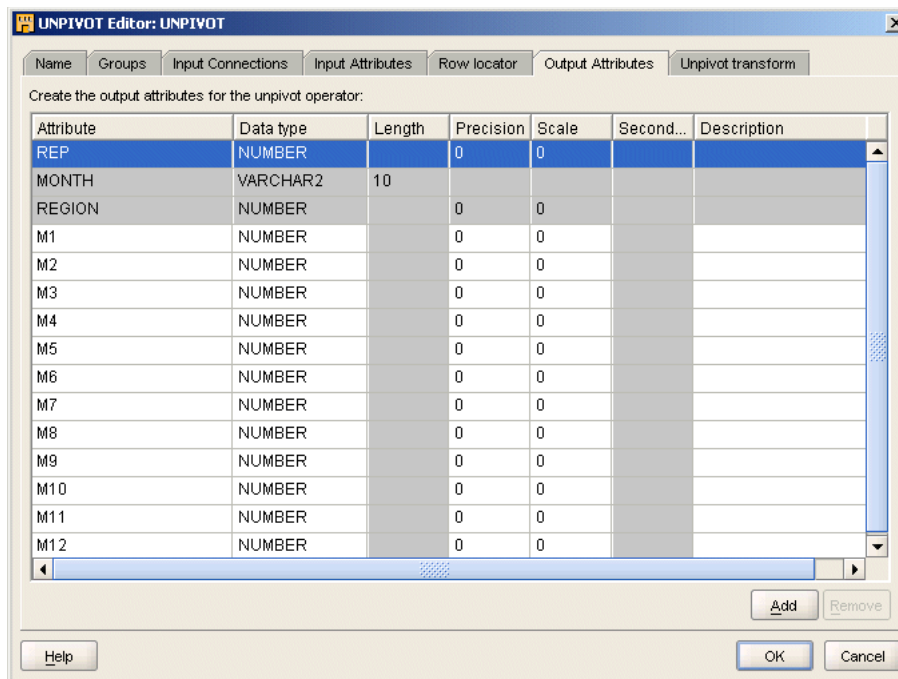 UNPIVOT Editor: UNPIVOT
Name Groups Input Connections Input Attributes Row locator Output Attributes Unpivot transform
Create the output attributes for the unpivot operator:
Attribute Data type Length Precision Scale Second... Description
REP NUMBER 0 0
MONTH VARCHAR2 10
REGION NUMBER 0 0
M1 NUMBER 0 0
M2 NUMBER 0 0
M3 NUMBER 0 0
M4 NUMBER 0 0
M5 NUMBER 0 0
M6 NUMBER 0 0
M7 NUMBER 0 0
M8 NUMBER 0 0
M9 NUMBER 0 0
M10 NUMBER 0 0
M11 NUMBER 0 0
M12 NUMBER 0 0
Add Remove
Help OK Cancel